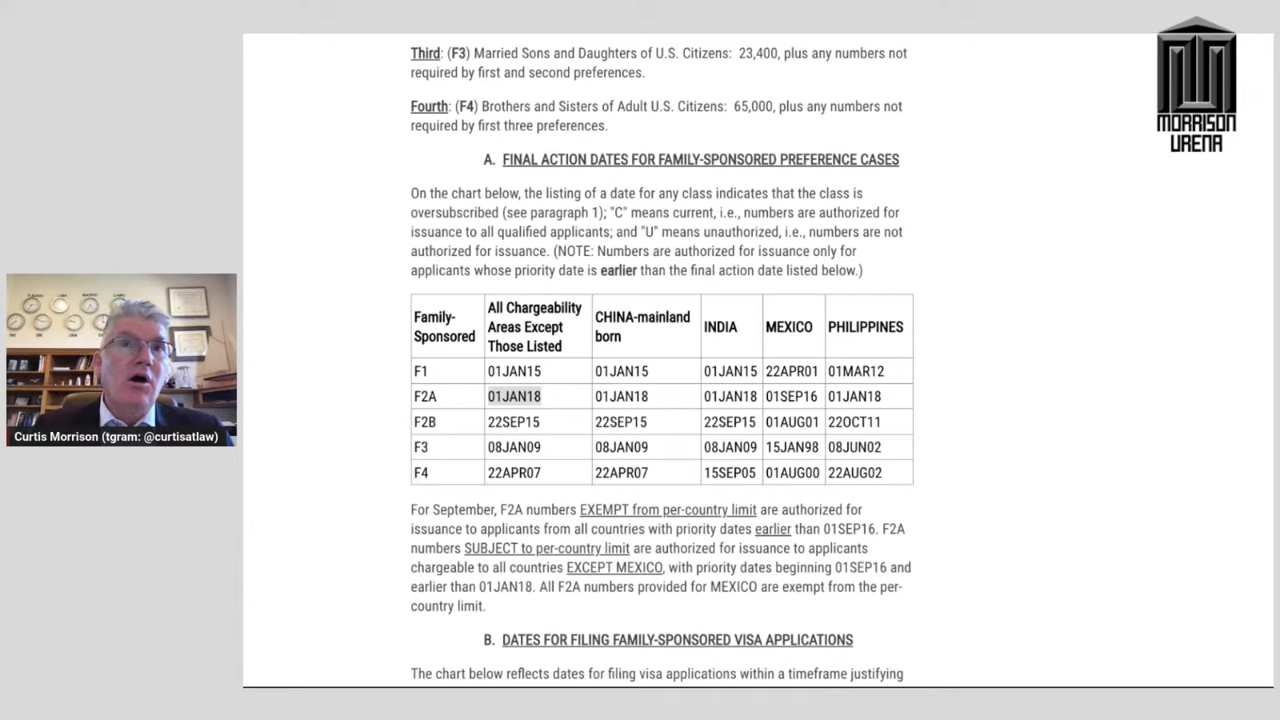 Third: (F3) Married Sons and Daughters of U.S. Citizens: 23,400, plus any numbers not
required by first and second preferences.
Fourth: (F4) Brothers and Sisters of Adult U.S. Citizens: 65,000, plus any numbers not
required by first three preferences.
A. FINAL ACTION DATES FOR FAMILY-SPONSORED PREFERENCE CASES
On the chart below, the listing of a date for any class indicates that the class is
oversubscribed (see paragraph 1); "C" means current, i.e., numbers are authorized for
issuance to all qualified applicants; and "U" means unauthorized, i.e., numbers are not
authorized for issuance. (NOTE: Numbers are authorized for issuance only for
applicants whose priority date is earlier than the final action date listed below.)
Family-Sponsored All Chargeability Areas Except Those Listed CHINA-mainland born INDIA MEXICO PHILIPPINES
F1 01JAN15 01JAN15 01JAN15 22APR01 01MAR12
F2A 01JAN18 01JAN18 01JAN18 01SEP16 01JAN18
F2B 22SEP15 22SEP15 22SEP15 01AUG01 22OCT11
F3 08JAN09 08JAN09 08JAN09 15JAN98 08JUN02
F4 22APR07 22APR07 15SEP05 01AUG00 22AUG02
For September, F2A numbers EXEMPT from per-country limit are authorized for
issuance to applicants from all countries with priority dates earlier than 01SEP16. F2A
numbers SUBJECT to per-country limit are authorized for issuance to applicants
chargeable to all countries EXCEPT MEXICO, with priority dates beginning 01SEP16 and
earlier than 01JAN18. All F2A numbers provided for MEXICO are exempt from the per-
country limit.
B. DATES FOR FILING FAMILY-SPONSORED VISA APPLICATIONS
The chart below reflects dates for filing visa applications within a timeframe justifying
Curtis Morrison (tgram: @curtisatlaw)
MORRISON
URENA